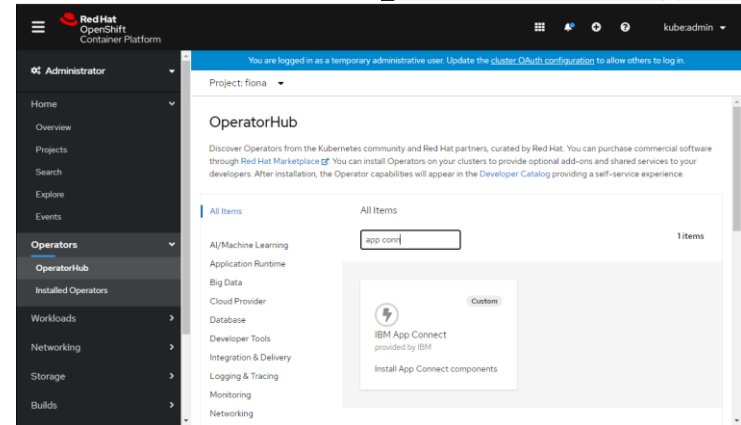 Red Hat
OpenShift
Container Platform
kube:admin
Administrator
Home
Overview
Projects
Search
Explore
Events
Operators
OperatorHub
Installed Operators
Workloads
Networking
Storage
Builds
You are logged in as a temporary administrative user. Update the cluster OAuth configuration to allow others to log in.
Project: fiona
OperatorHub
Discover Operators from the Kubernetes community and Red Hat partners, curated by Red Hat. You can purchase commercial software
through Red Hat Marketplace. You can install Operators on your clusters to provide optional add-ons and shared services to your
developers. After installation, the Operator capabilities will appear in the Developer Catalog providing a self-service experience.
All Items
AI/Machine Learning
Application Runtime
Big Data
Cloud Provider
Database
Developer Tools
Integration & Delivery
Logging & Tracing
Monitoring
Networking
All Items
app conn
1 items
Custom
IBM App Connect
provided by IBM
Install App Connect components